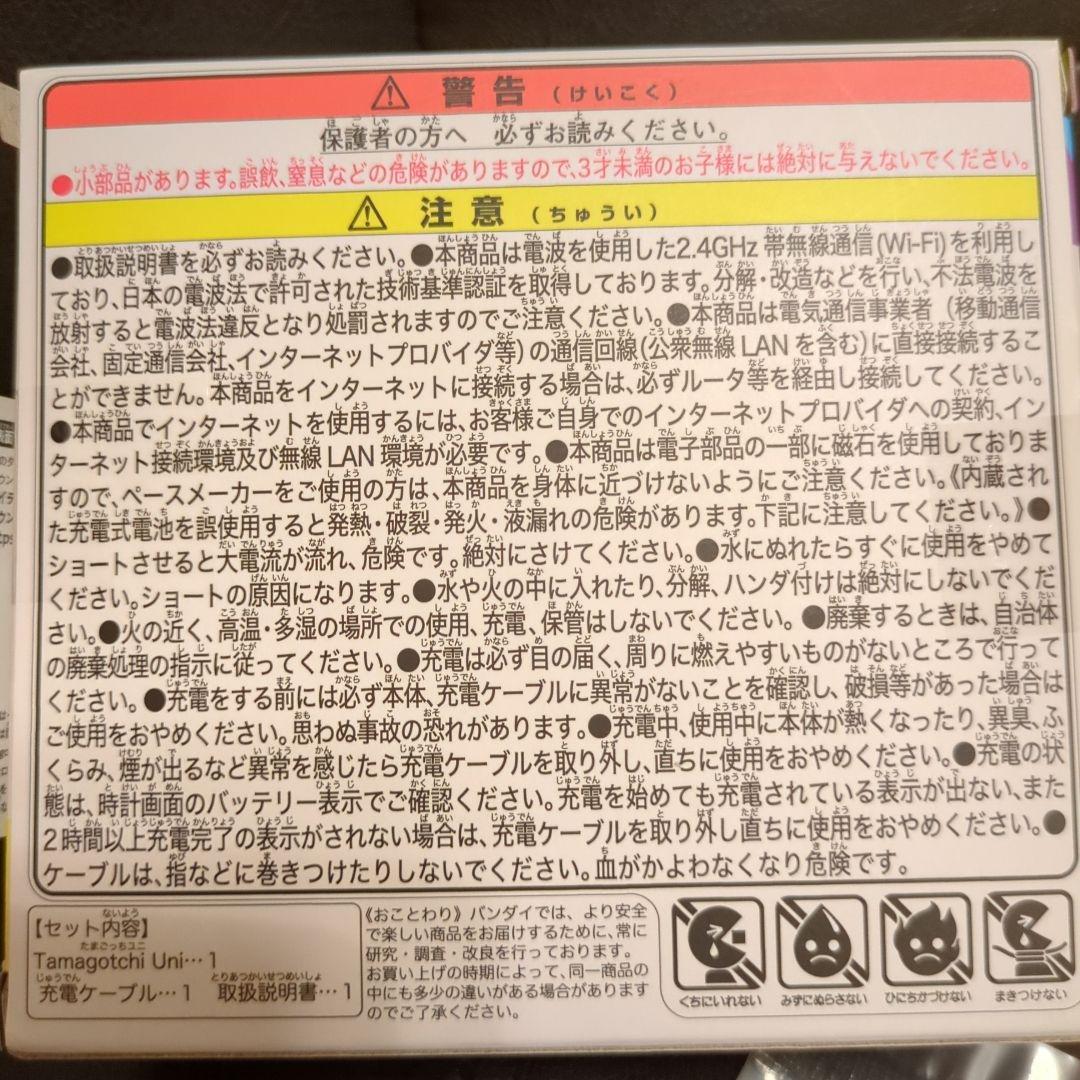 ⚠ 警告 (けいこく)
保護者の方へ 必ずお読みください。
●小部品があります。誤飲、窒息などの危険がありますので、3才未満のお子様には絶対に与えないでください。
⚠ 注意 (ちゅうい)
●取扱説明書を必ずお読みください。●本商品は電波を使用した2.4GHz 帯無線通信(Wi-Fi)を利用し
ており、日本の電波法で許可された技術基準認証を取得しております。分解・改造などを行い、不法電波を
放射すると電波法違反となり処罰されますのでご注意ください。●本商品は電気通信事業者（移動通信
会社、固定通信会社、インターネットプロバイダ等）の通信回線(公衆無線 LAN を含む)に直接接続するこ
とができません。本商品をインターネットに接続する場合は、必ずルータ等を経由し接続してください。
●本商品でインターネットを使用するには、お客様ご自身でのインターネットプロバイダへの契約、イン
ターネット接続環境及び無線 LAN 環境が必要です。●本商品は電子部品の一部に磁石を使用しておりま
すので、ペースメーカーをご使用の方は、本商品を身体に近づけないようにご注意ください。《内蔵され
た充電式電池を誤使用すると発熱・破裂・発火・液漏れの危険があります。下記に注意してください。》●
ショートさせると大電流が流れ、危険です。絶対にさけてください。●水にぬれたらすぐに使用をやめて
ください。ショートの原因になります。●水や火の中に入れたり、分解、ハンダ付けは絶対にしないでくだ
さい。●火の近く、高温・多湿の場所での使用、充電、保管はしないでください。●廃棄するときは、自治体
の廃棄処理の指示に従ってください。●充電は必ず目の届く、周りに燃えやすいものがないところで行って
ください。●充電をする前には必ず本体、充電ケーブルに異常がないことを確認し、破損等があった場合は
ご使用をおやめください。思わぬ事故の恐れがあります。●充電中、使用中に本体が熱くなったり、異臭、ふ
くらみ、煙が出るなど異常を感じたら充電ケーブルを取り外し、直ちに使用をおやめください。●充電の状
態は、時計画面のバッテリー表示でご確認ください。充電を始めても充電されている表示が出ない、また
2時間以上充電完了の表示がされない場合は、充電ケーブルを取り外し直ちに使用をおやめください。●
ケーブルは、指などに巻きつけたりしないでください。血がかよわなくなり危険です。
【セット内容】
Tamagotchi Uni…1
充電ケーブル…1 取扱説明書…1
《おことわり》バンダイでは、より安全
で楽しい商品をお届けするために、常に
研究・調査・改良を行っております。
お買い上げの時期によって、同一商品の
中にも多少の違いがある場合があります
のでご了承ください。
くちにいれない みずにぬらさない ひにちかづけない まきつけない